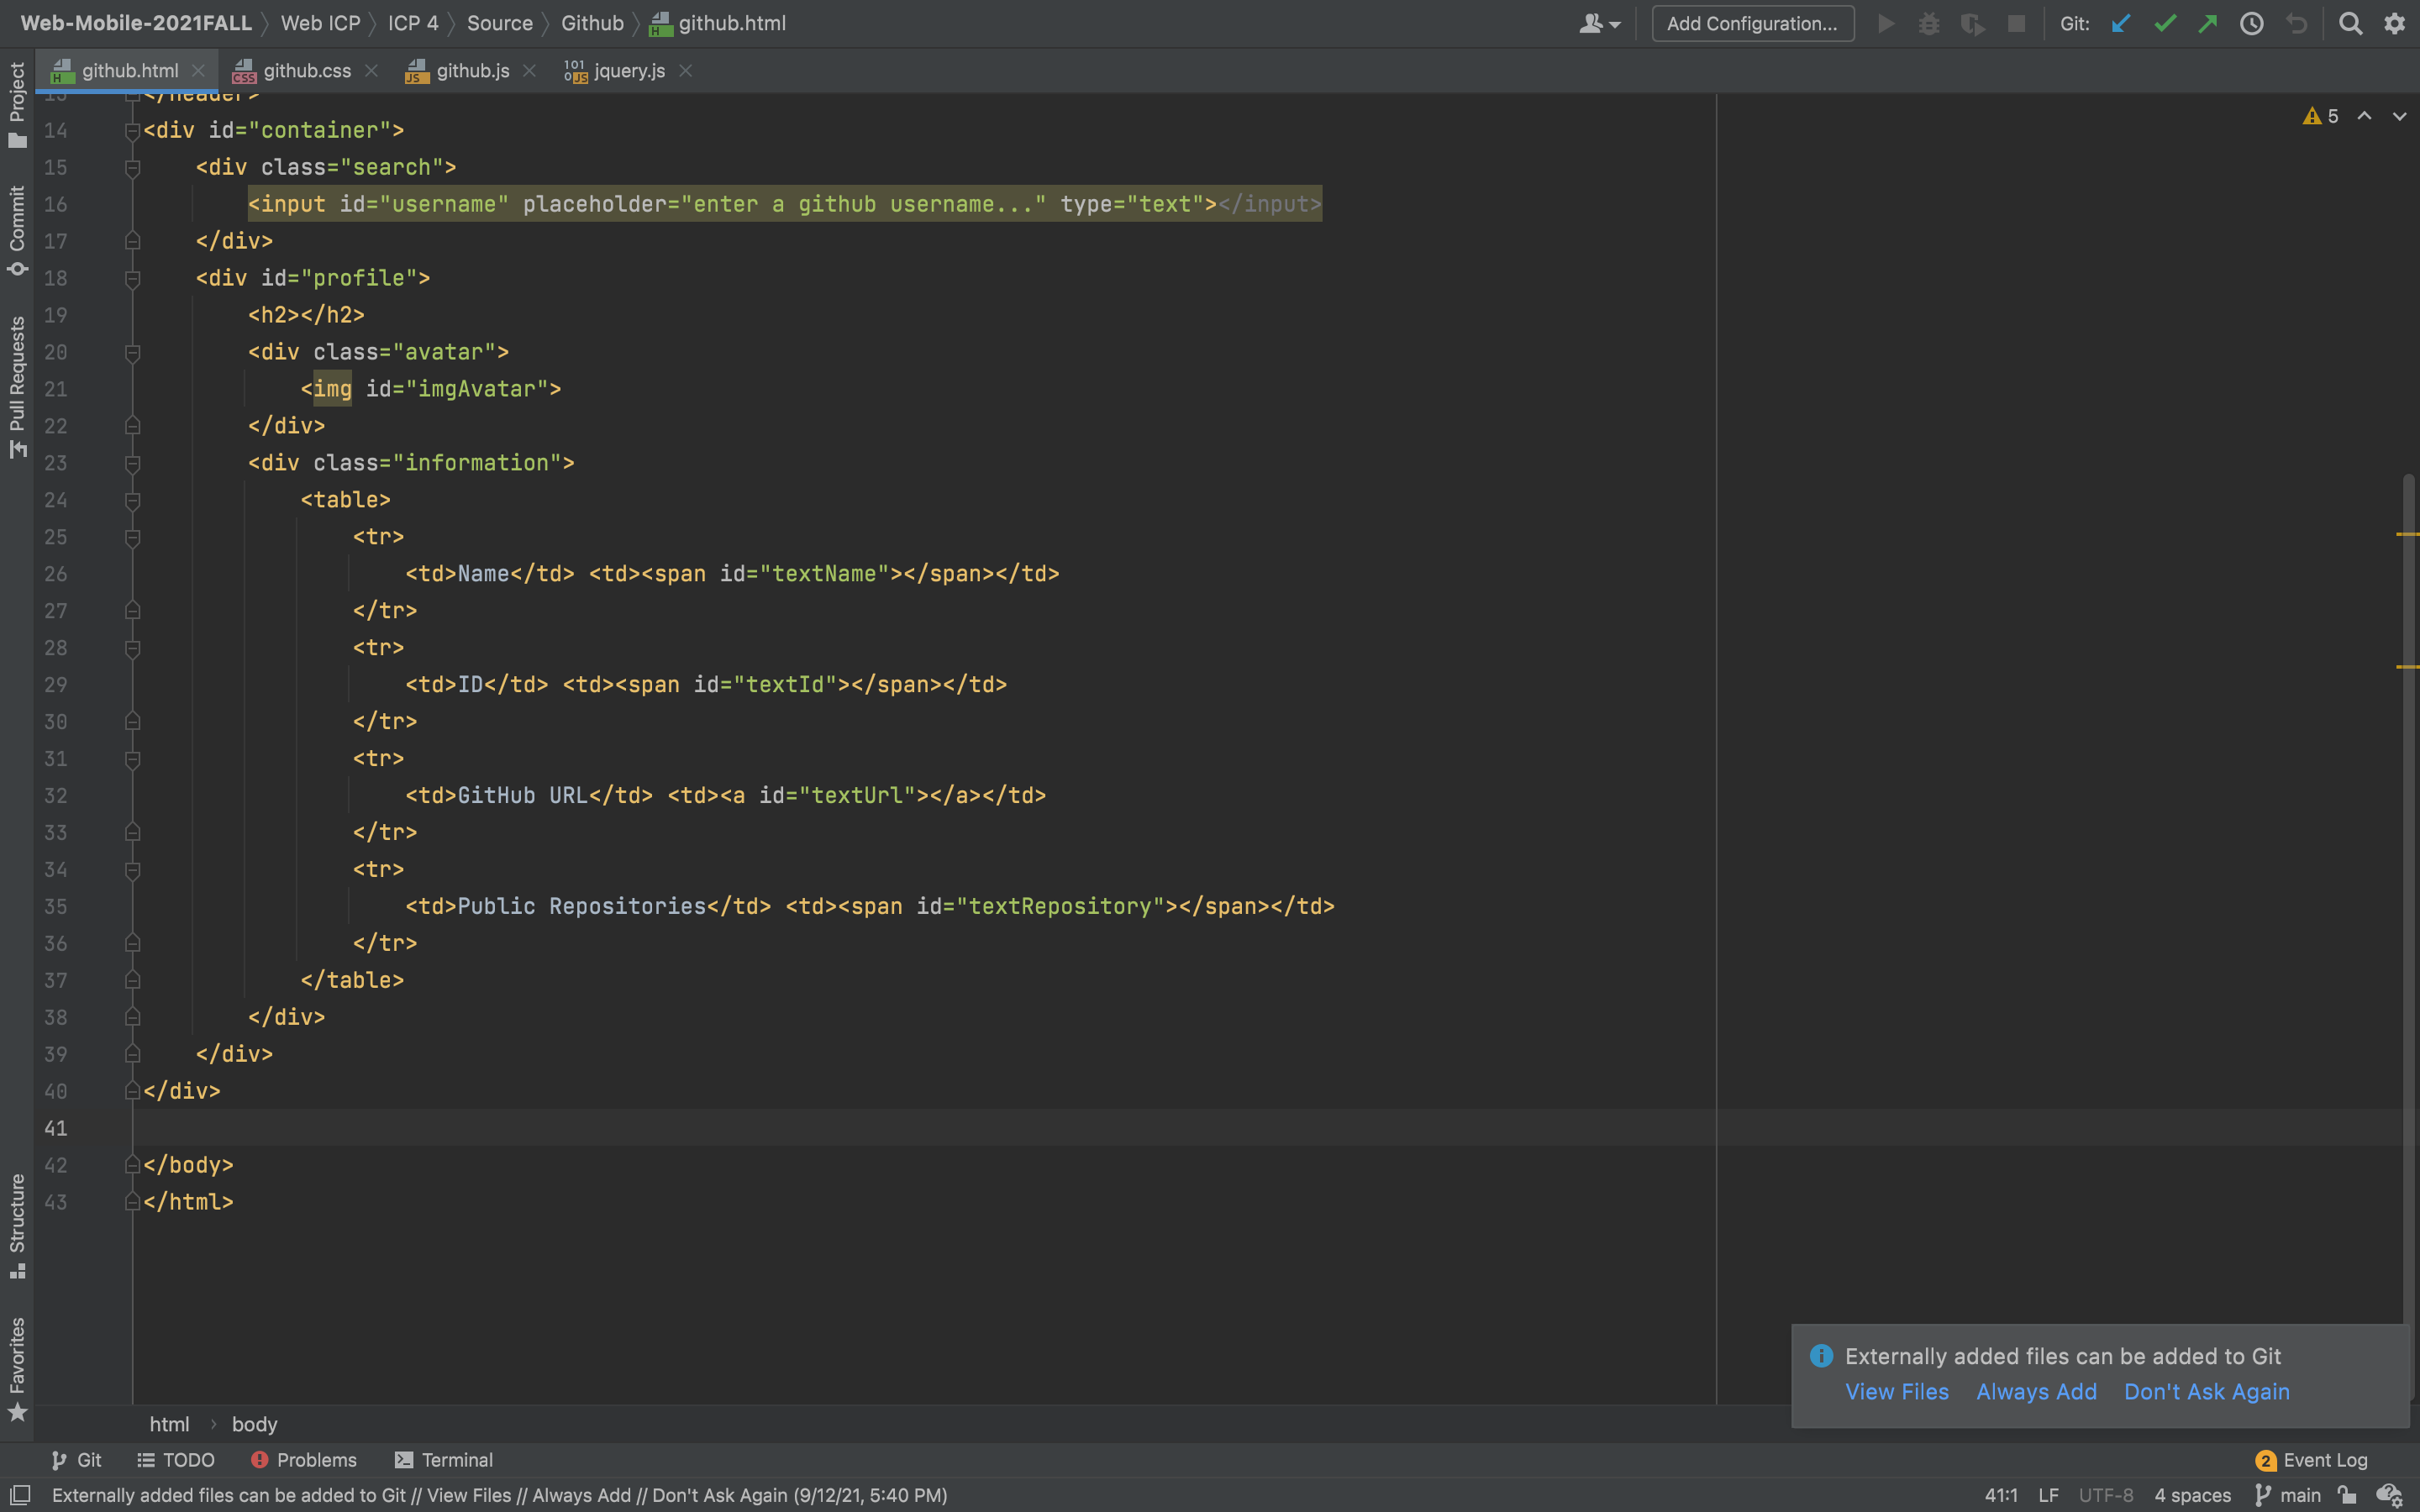 Web-Mobile-2021FALL Web ICP ICP 4 Source Github github.html
Add Configuration... Git:
github.html github.css github.js jquery.js
Project
Commit
Pull Requests
Structure
Favorites
5
13 </header>
14 <div id="container">
15 <div class="search">
16 <input id="username" placeholder="enter a github username..." type="text"></input>
17 </div>
18 <div id="profile">
19 <h2></h2>
20 <div class="avatar">
21 <img id="imgAvatar">
22 </div>
23 <div class="information">
24 <table>
25 <tr>
26 <td>Name</td> <td><span id="textName"></span></td>
27 </tr>
28 <tr>
29 <td>ID</td> <td><span id="textId"></span></td>
30 </tr>
31 <tr>
32 <td>GitHub URL</td> <td><a id="textUrl"></a></td>
33 </tr>
34 <tr>
35 <td>Public Repositories</td> <td><span id="textRepository"></span></td>
36 </tr>
37 </table>
38 </div>
39 </div>
40 </div>
41
42 </body>
43 </html>
Externally added files can be added to Git
View Files Always Add Don't Ask Again
html body
Git TODO Problems Terminal 2 Event Log
Externally added files can be added to Git // View Files // Always Add // Don't Ask Again (9/12/21, 5:40 PM) 41:1 LF UTF-8 4 spaces main